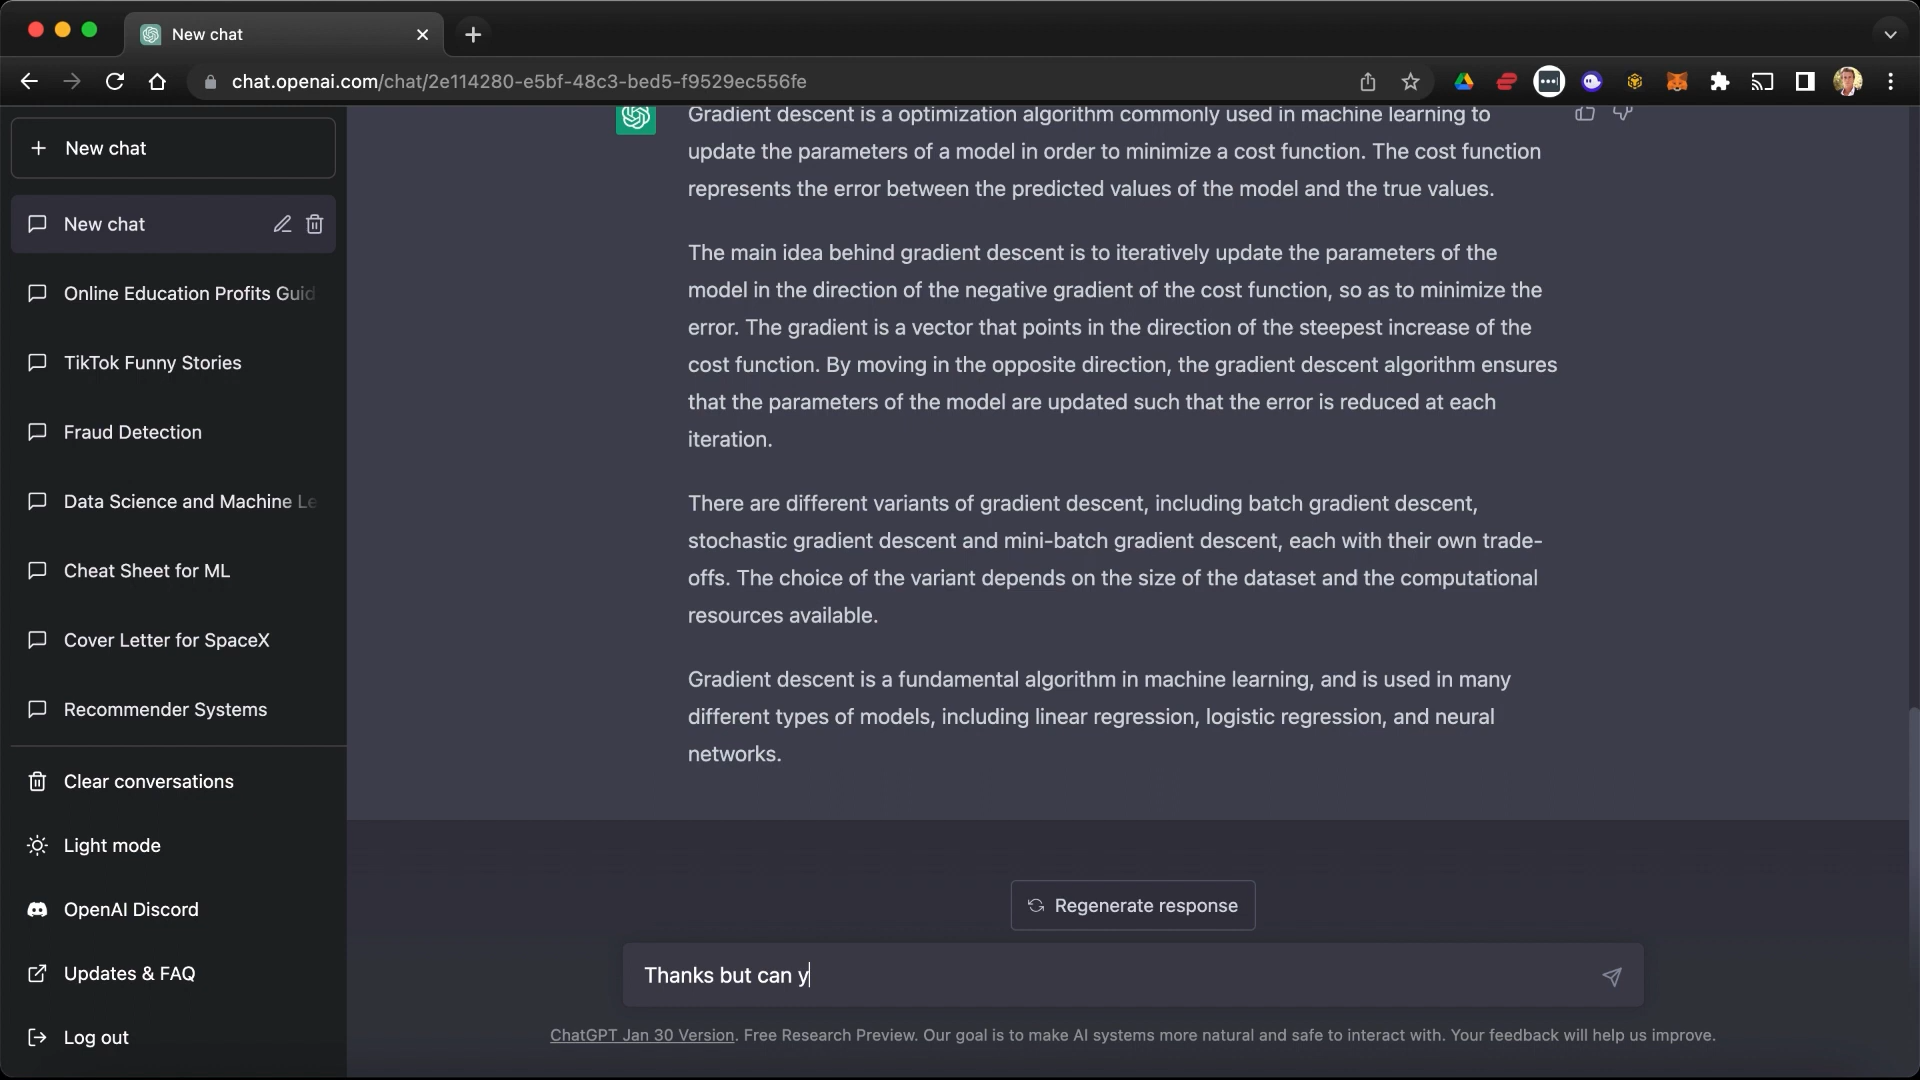 New chat
chat.openai.com/chat/2e114280-e5bf-48c3-bed5-f9529ec556fe
New chat
New chat
Online Education Profits Guid
TikTok Funny Stories
Fraud Detection
Data Science and Machine Le
Cheat Sheet for ML
Cover Letter for SpaceX
Recommender Systems
Clear conversations
Light mode
OpenAI Discord
Updates & FAQ
Log out
Gradient descent is a optimization algorithm commonly used in machine learning to
update the parameters of a model in order to minimize a cost function. The cost function
represents the error between the predicted values of the model and the true values.
The main idea behind gradient descent is to iteratively update the parameters of the
model in the direction of the negative gradient of the cost function, so as to minimize the
error. The gradient is a vector that points in the direction of the steepest increase of the
cost function. By moving in the opposite direction, the gradient descent algorithm ensures
that the parameters of the model are updated such that the error is reduced at each
iteration.
There are different variants of gradient descent, including batch gradient descent,
stochastic gradient descent and mini-batch gradient descent, each with their own trade-
offs. The choice of the variant depends on the size of the dataset and the computational
resources available.
Gradient descent is a fundamental algorithm in machine learning, and is used in many
different types of models, including linear regression, logistic regression, and neural
networks.
Regenerate response
Thanks but can y
ChatGPT Jan 30 Version. Free Research Preview. Our goal is to make AI systems more natural and safe to interact with. Your feedback will help us improve.